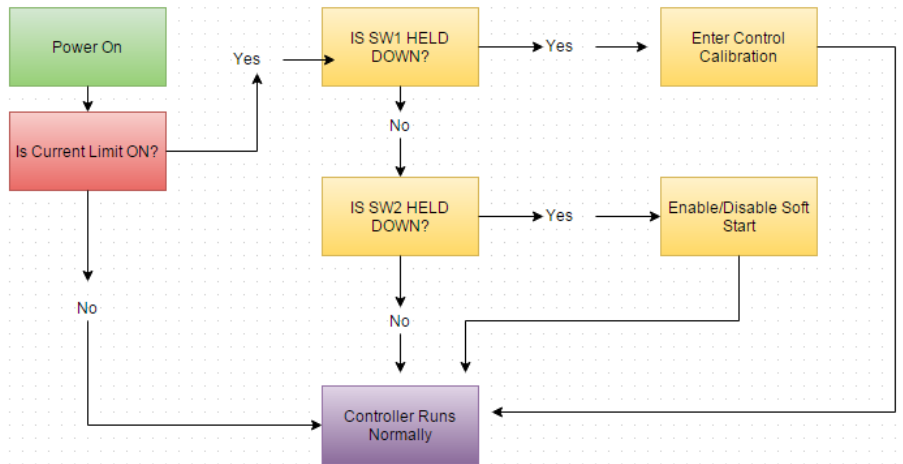 Power On
Is Current Limit ON?
Yes
IS SW1 HELD
DOWN?
Yes
Enter Control
Calibration
No
IS SW2 HELD
DOWN?
Yes
Enable/Disable Soft
Start
No
No
Controller Runs
Normally